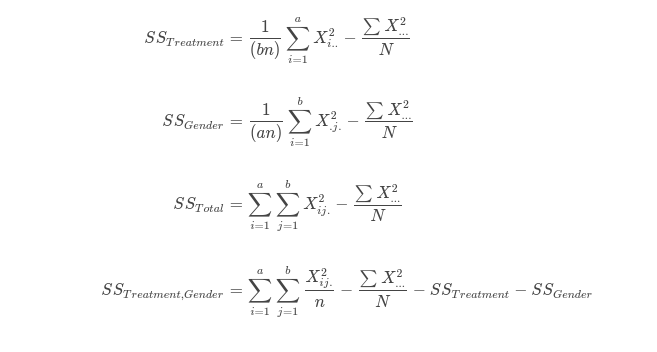 SS_{Treatment} = \frac{1}{(bn)} \sum_{i=1}^{a} X_{i..}^{2} - \frac{\sum X_{...}^{2}}{N}
SS_{Gender} = \frac{1}{(an)} \sum_{i=1}^{b} X_{.j.}^{2} - \frac{\sum X_{...}^{2}}{N}
SS_{Total} = \sum_{i=1}^{a} \sum_{j=1}^{b} X_{ij.}^{2} - \frac{\sum X_{...}^{2}}{N}
SS_{Treatment,Gender} = \sum_{i=1}^{a} \sum_{j=1}^{b} \frac{X_{ij.}^{2}}{n} - \frac{\sum X_{...}^{2}}{N} - SS_{Treatment} - SS_{Gender}